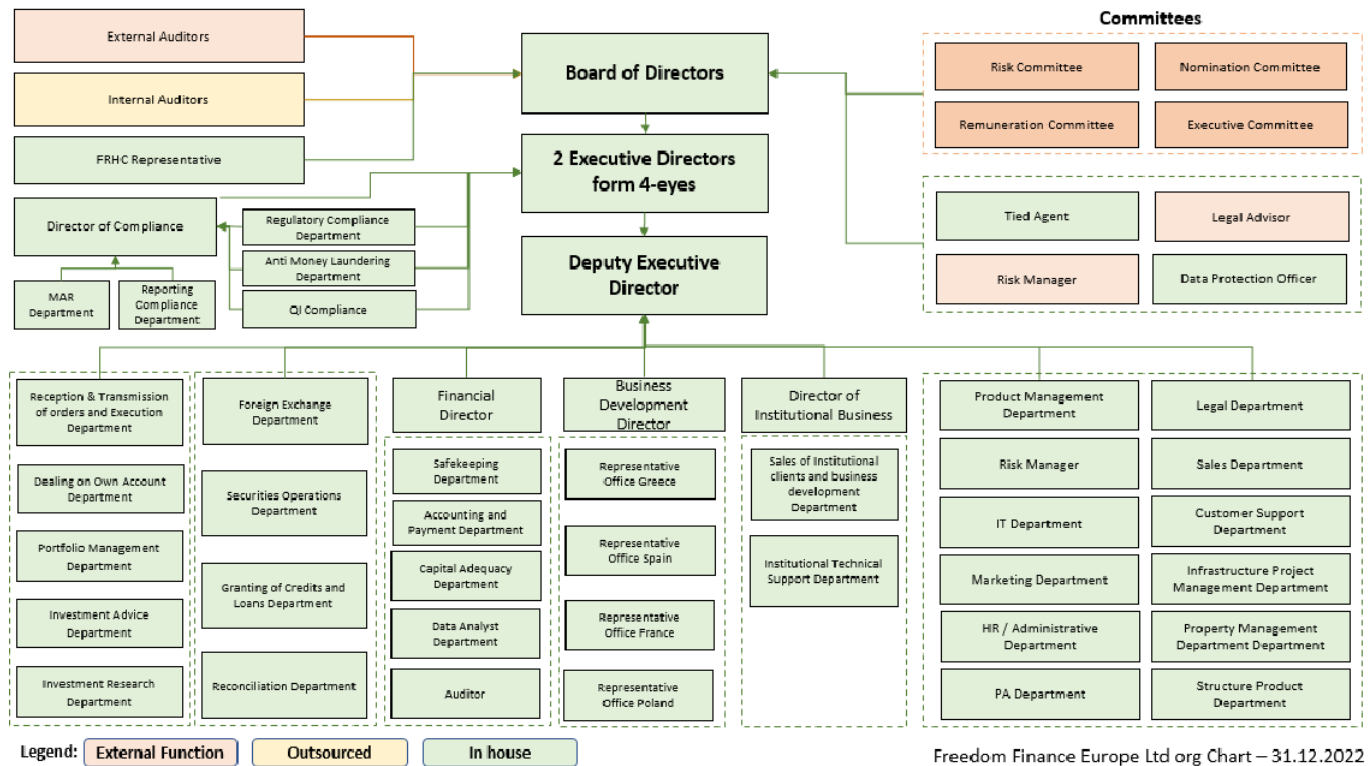 Committees
External Auditors
Internal Auditors
FRHC Representative
Board of Directors
2 Executive Directors
form 4-eyes
Deputy Executive
Director
Risk Committee
Nomination Committee
Remuneration Committee
Executive Committee
Tied Agent
Legal Advisor
Risk Manager
Data Protection Officer
Director of Compliance
Regulatory Compliance
Department
Anti Money Laundering
Department
QI Compliance
MAR
Department
Reporting
Compliance
Department
Reception & Transmission
of orders and Execution
Department
Dealing on Own Account
Department
Portfolio Management
Department
Investment Advice
Department
Investment Research
Department
Foreign Exchange
Department
Securities Operations
Department
Granting of Credits and
Loans Department
Reconciliation Department
Financial
Director
Safekeeping
Department
Accounting and
Payment Department
Capital Adequacy
Department
Data Analyst
Department
Auditor
Business
Development
Director
Representative
Office Greece
Representative
Office Spain
Representative
Office France
Representative
Office Poland
Director of
Institutional Business
Sales of Institutional
clients and business
development
Department
Institutional Technical
Support Department
Product Management
Department
Risk Manager
IT Department
Marketing Department
HR / Administrative
Department
PA Department
Legal Department
Sales Department
Customer Support
Department
Infrastructure Project
Management Department
Property Management
Department Department
Structure Product
Department
Legend:
External Function
Outsourced
In house
Freedom Finance Europe Ltd org Chart – 31.12.2022